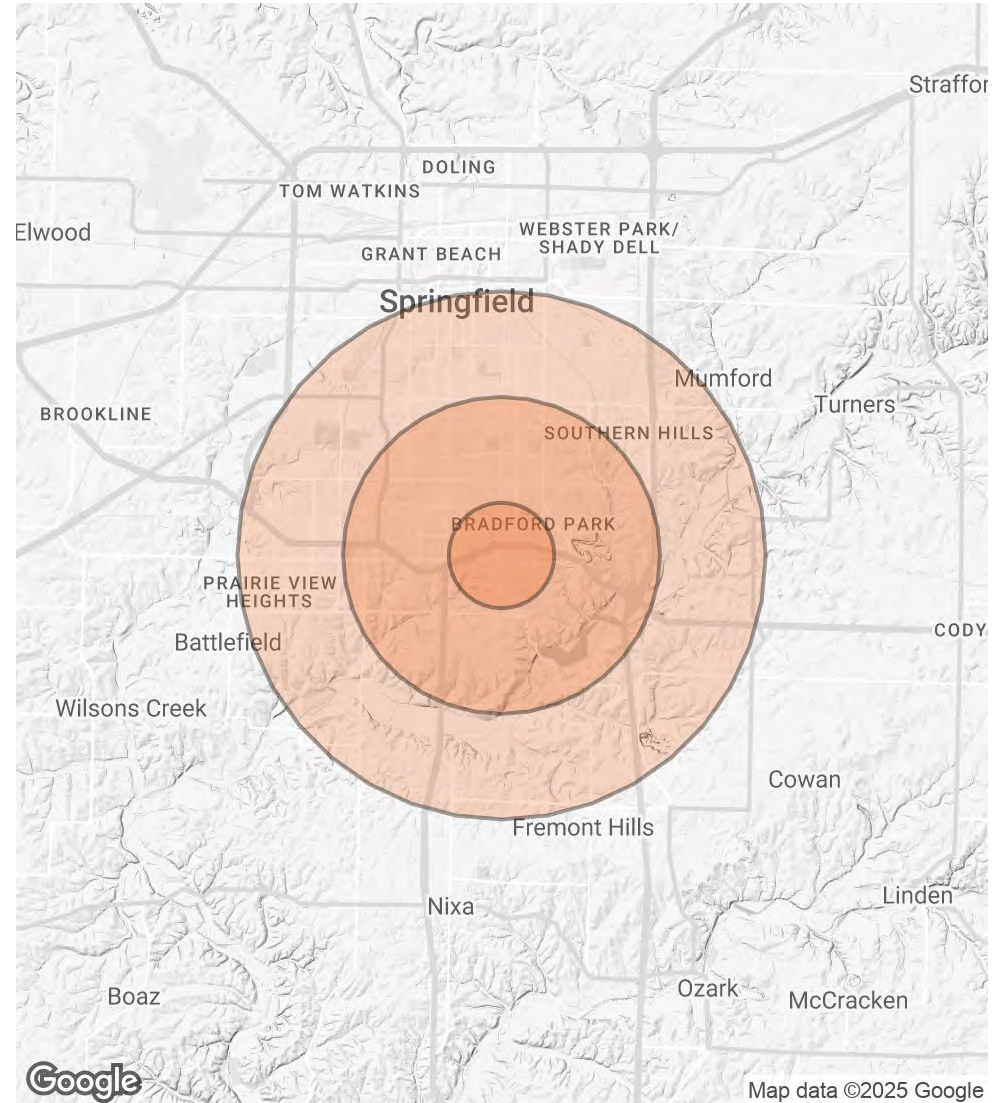 Straffor
DOLING
TOM WATKINS
Elwood
WEBSTER PARK/
SHADY DELL
GRANT BEACH
Springfield
Mumford
Turners
BROOKLINE
SOUTHERN HILLS
BRADFORD PARK
PRAIRIE VIEW
HEIGHTS
CODY
Battlefield
Wilsons Creek
Cowan
Fremont Hills
Linden
Nixa
Ozark
Boaz
McCracken
Google
Map data ©2025 Google